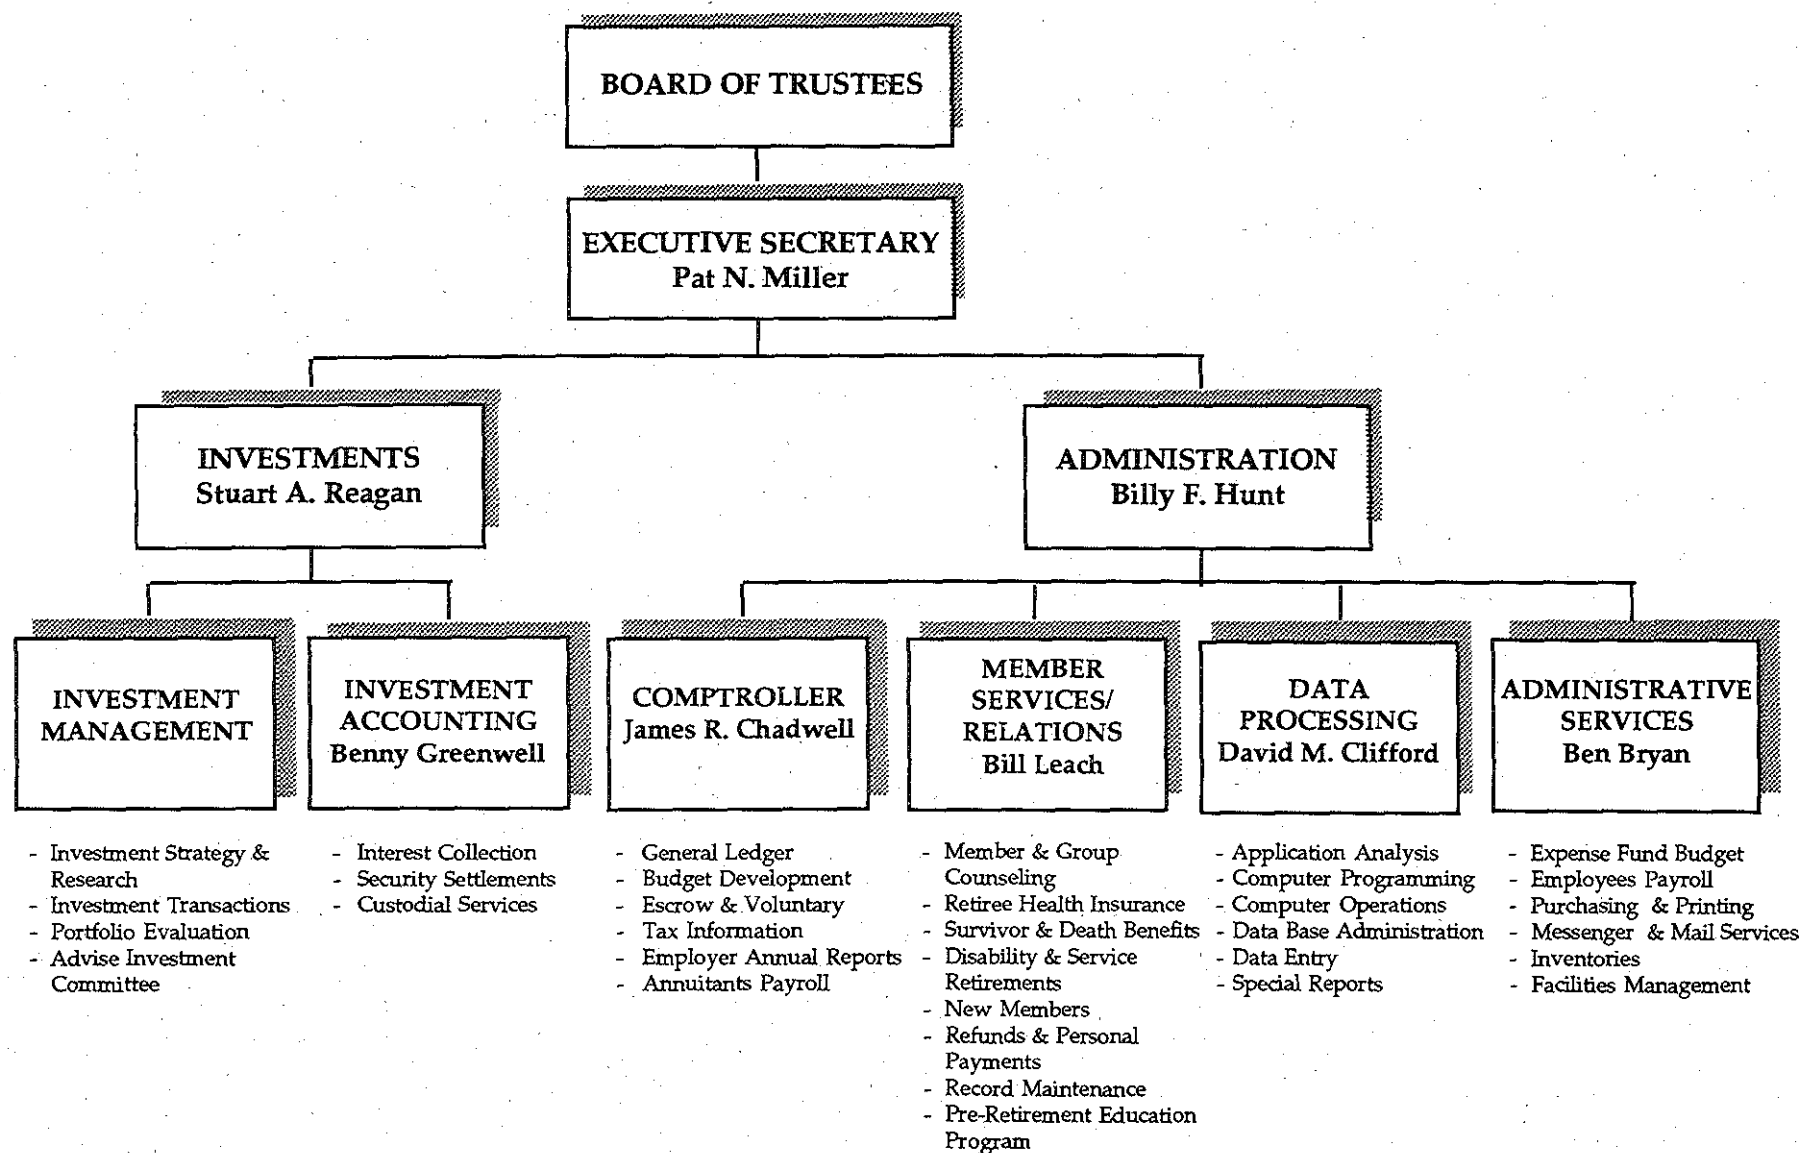 BOARD OF TRUSTEES
EXECUTIVE SECRETARY
Pat N. Miller
INVESTMENTS
Stuart A. Reagan
ADMINISTRATION
Billy F. Hunt
INVESTMENT
MANAGEMENT
INVESTMENT
ACCOUNTING
Benny Greenwell
COMPTROLLER
James R. Chadwell
MEMBER
SERVICES/
RELATIONS
Bill Leach
DATA
PROCESSING
David M. Clifford
ADMINISTRATIVE
SERVICES
Ben Bryan
- Investment Strategy &
Research
- Investment Transactions
- Portfolio Evaluation
- Advise Investment
Committee
- Interest Collection
- Security Settlements
- Custodial Services
- General Ledger
- Budget Development
- Escrow & Voluntary
- Tax Information
- Employer Annual Reports
- Annuitants Payroll
- Member & Group
Counseling
- Retiree Health Insurance
- Survivor & Death Benefits
- Disability & Service
Retirements
- New Members
- Refunds & Personal
Payments
- Record Maintenance
- Pre-Retirement Education
Program
- Application Analysis
- Computer Programming
- Computer Operations
- Data Base Administration
- Data Entry
- Special Reports
- Expense Fund Budget
- Employees Payroll
- Purchasing & Printing
- Messenger & Mail Services
- Inventories
- Facilities Management